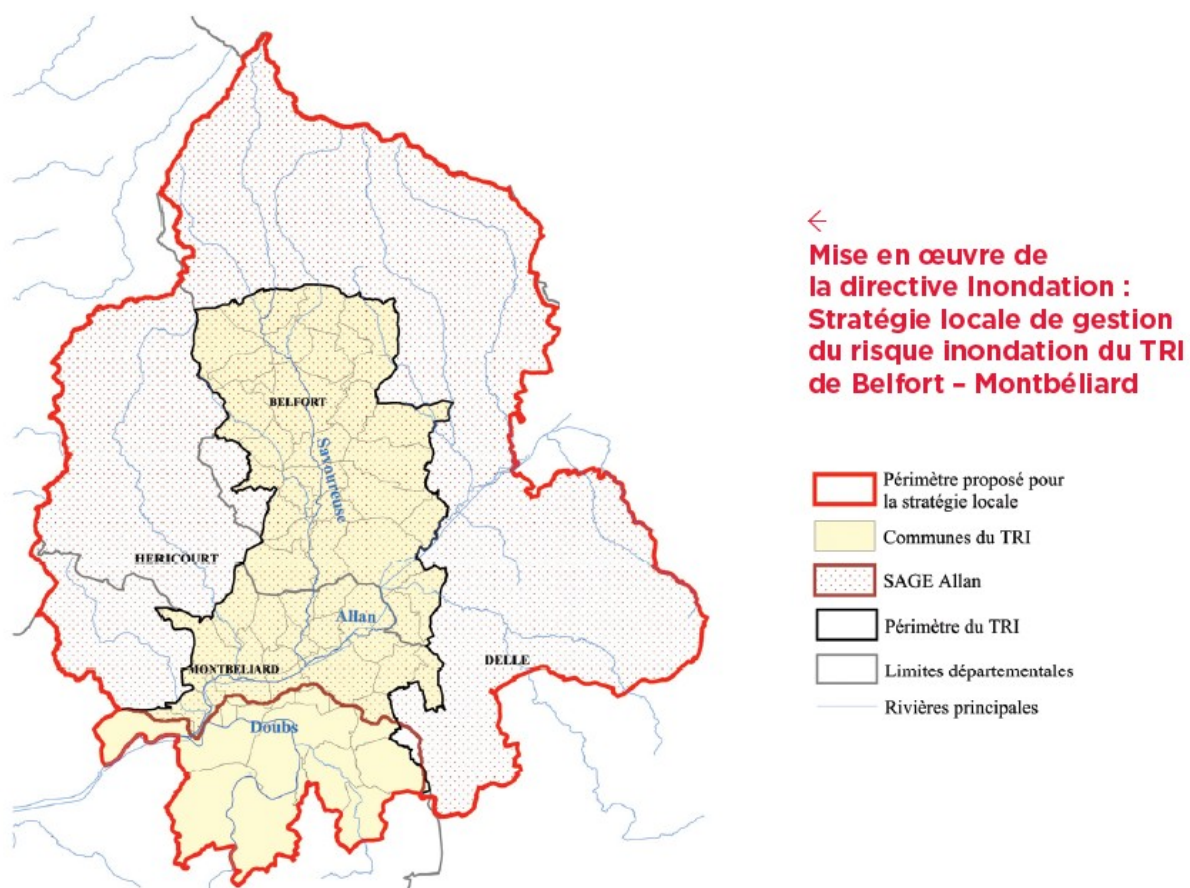 ←
Mise en œuvre de
la directive Inondation :
Stratégie locale de gestion
du risque inondation du TRI
de Belfort – Montbéliard
Périmètre proposé pour
la stratégie locale
Communes du TRI
SAGE Allan
Périmètre du TRI
Limites départementales
Rivières principales
BELFORT
Savoureuse
HERICOURT
Allan
MONTBELIARD
DELLE
Doubs